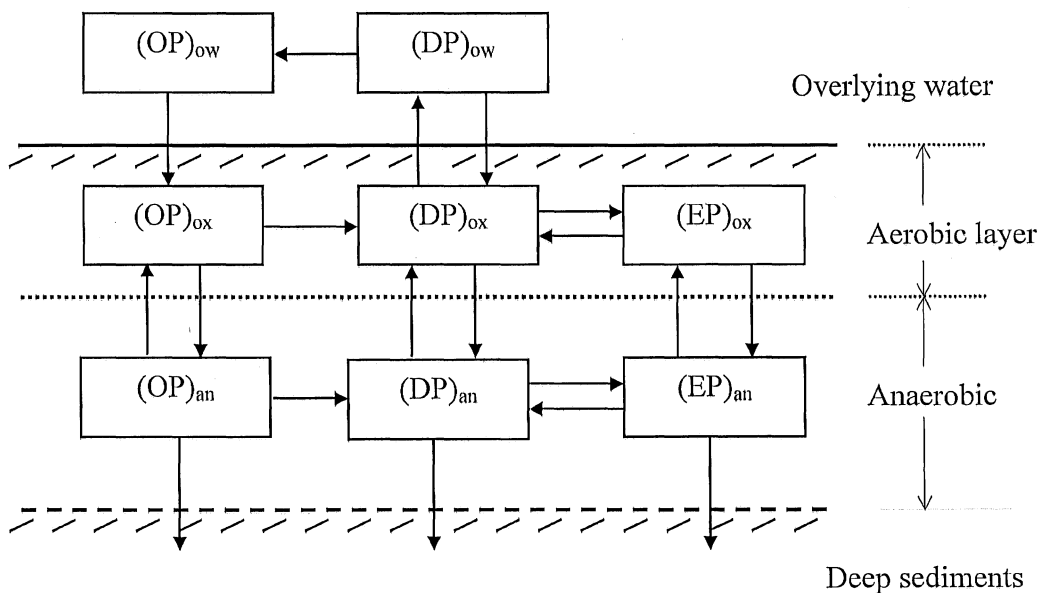 (OP)ow
(DP)ow
Overlying water
(OP)ox
(DP)ox
(EP)ox
Aerobic layer
(OP)an
(DP)an
(EP)an
Anaerobic
Deep sediments